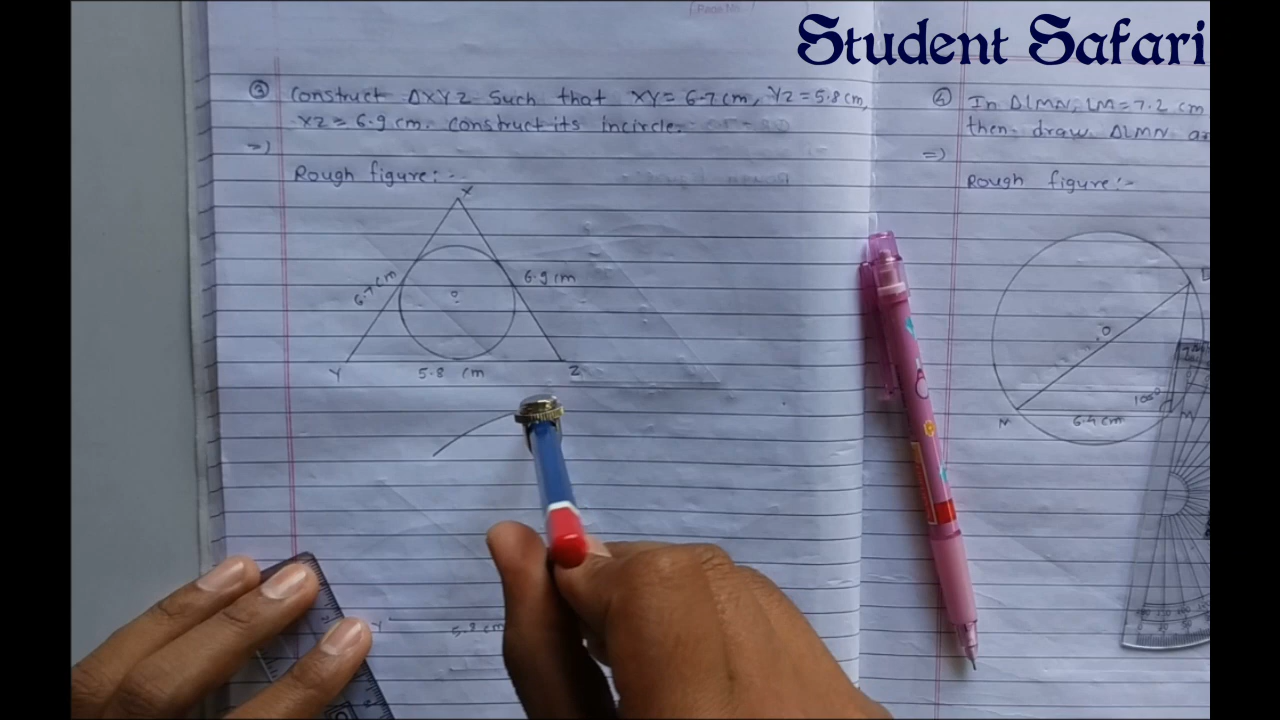 Student Safari
③ Construct ΔXYZ such that XY = 6.7 cm, YZ = 5.8 cm,
XZ = 6.9 cm. Construct its incircle.
=)
Rough figure:-
X
6.7 cm
6.9 cm
O
Y
5.8 cm
Z
Y
5.8 cm
In ΔLMN, LM = 7.2 cm
then draw ΔLMN
=)
Rough figure:-
O
105°
6.4 cm